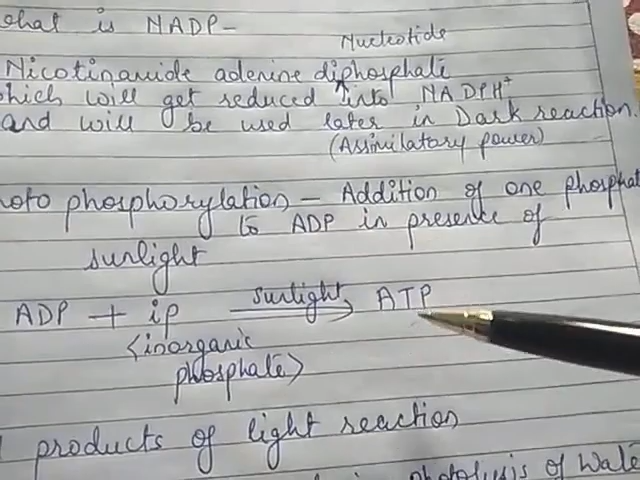 what is NADP-
Nucleotide
Nicotinamide adenine diphosphate
which will get reduced into NADPH+
and will be used later in Dark reaction.
(Assimilatory power)
hoto phosphorylation - Addition of one phosphat
to ADP in presence of
sunlight
ADP + ip sunlight ATP
<inorganic
phosphate>
products of light reaction
photolysis of Wate